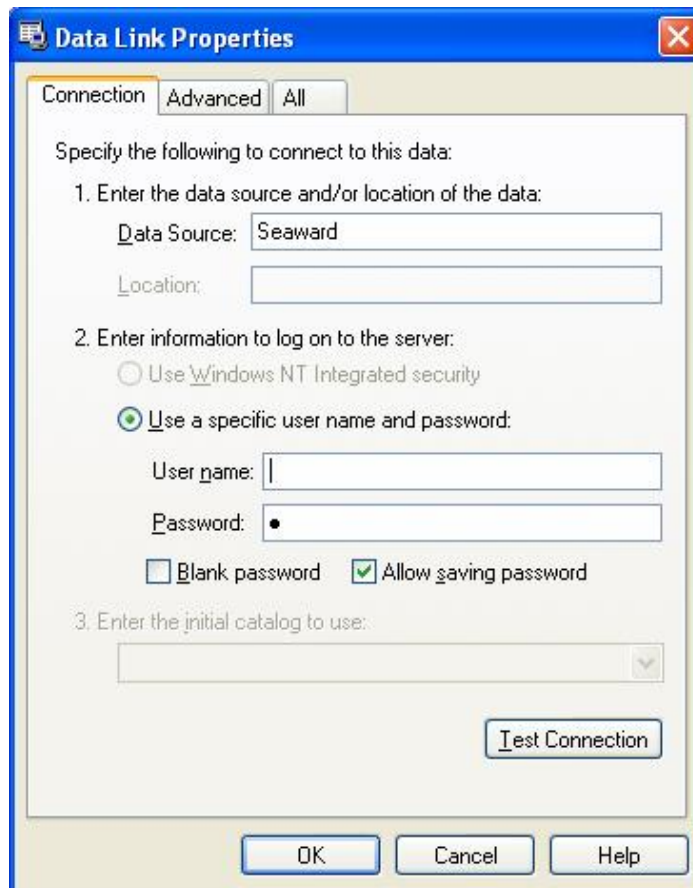 Data Link Properties
Connection Advanced All
Specify the following to connect to this data:
1. Enter the data source and/or location of the data:
Data Source: Seaward
Location:
2. Enter information to log on to the server:
Use Windows NT Integrated security
Use a specific user name and password:
User name:
Password: ●
Blank password Allow saving password
3. Enter the initial catalog to use:
Test Connection
OK Cancel Help